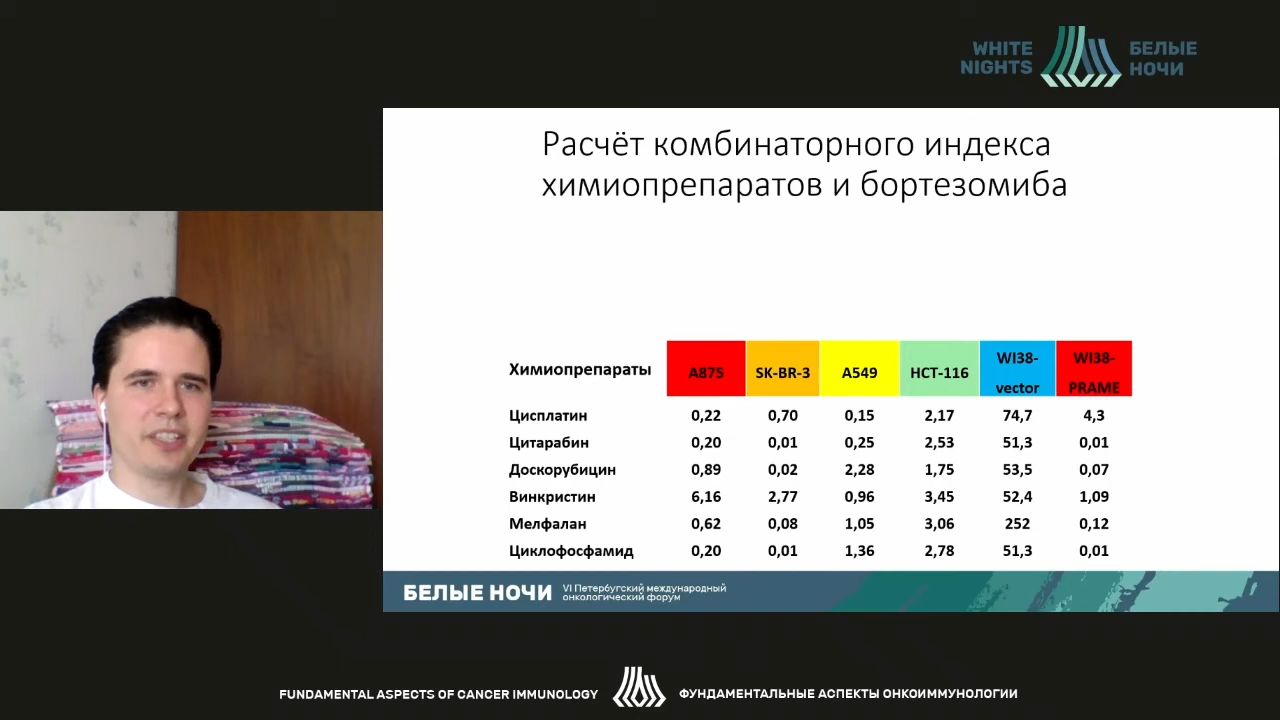 WHITE
NIGHTS
БЕЛЫЕ
НОЧИ
Расчёт комбинаторного индекса
химиопрепаратов и бортезомиба
Химиопрепараты A875 SK-BR-3 A549 HCT-116 WI38-vector WI38-PRAME
Цисплатин 0,22 0,70 0,15 2,17 74,7 4,3
Цитарабин 0,20 0,01 0,25 2,53 51,3 0,01
Доскорубицин 0,89 0,02 2,28 1,75 53,5 0,07
Винкристин 6,16 2,77 0,96 3,45 52,4 1,09
Мелфалан 0,62 0,08 1,05 3,06 252 0,12
Циклофосфамид 0,20 0,01 1,36 2,78 51,3 0,01
БЕЛЫЕ НОЧИ
VI Петербугский международный
онкологический форум
FUNDAMENTAL ASPECTS OF CANCER IMMUNOLOGY
ФУНДАМЕНТАЛЬНЫЕ АСПЕКТЫ ОНКОИММУНОЛОГИИ